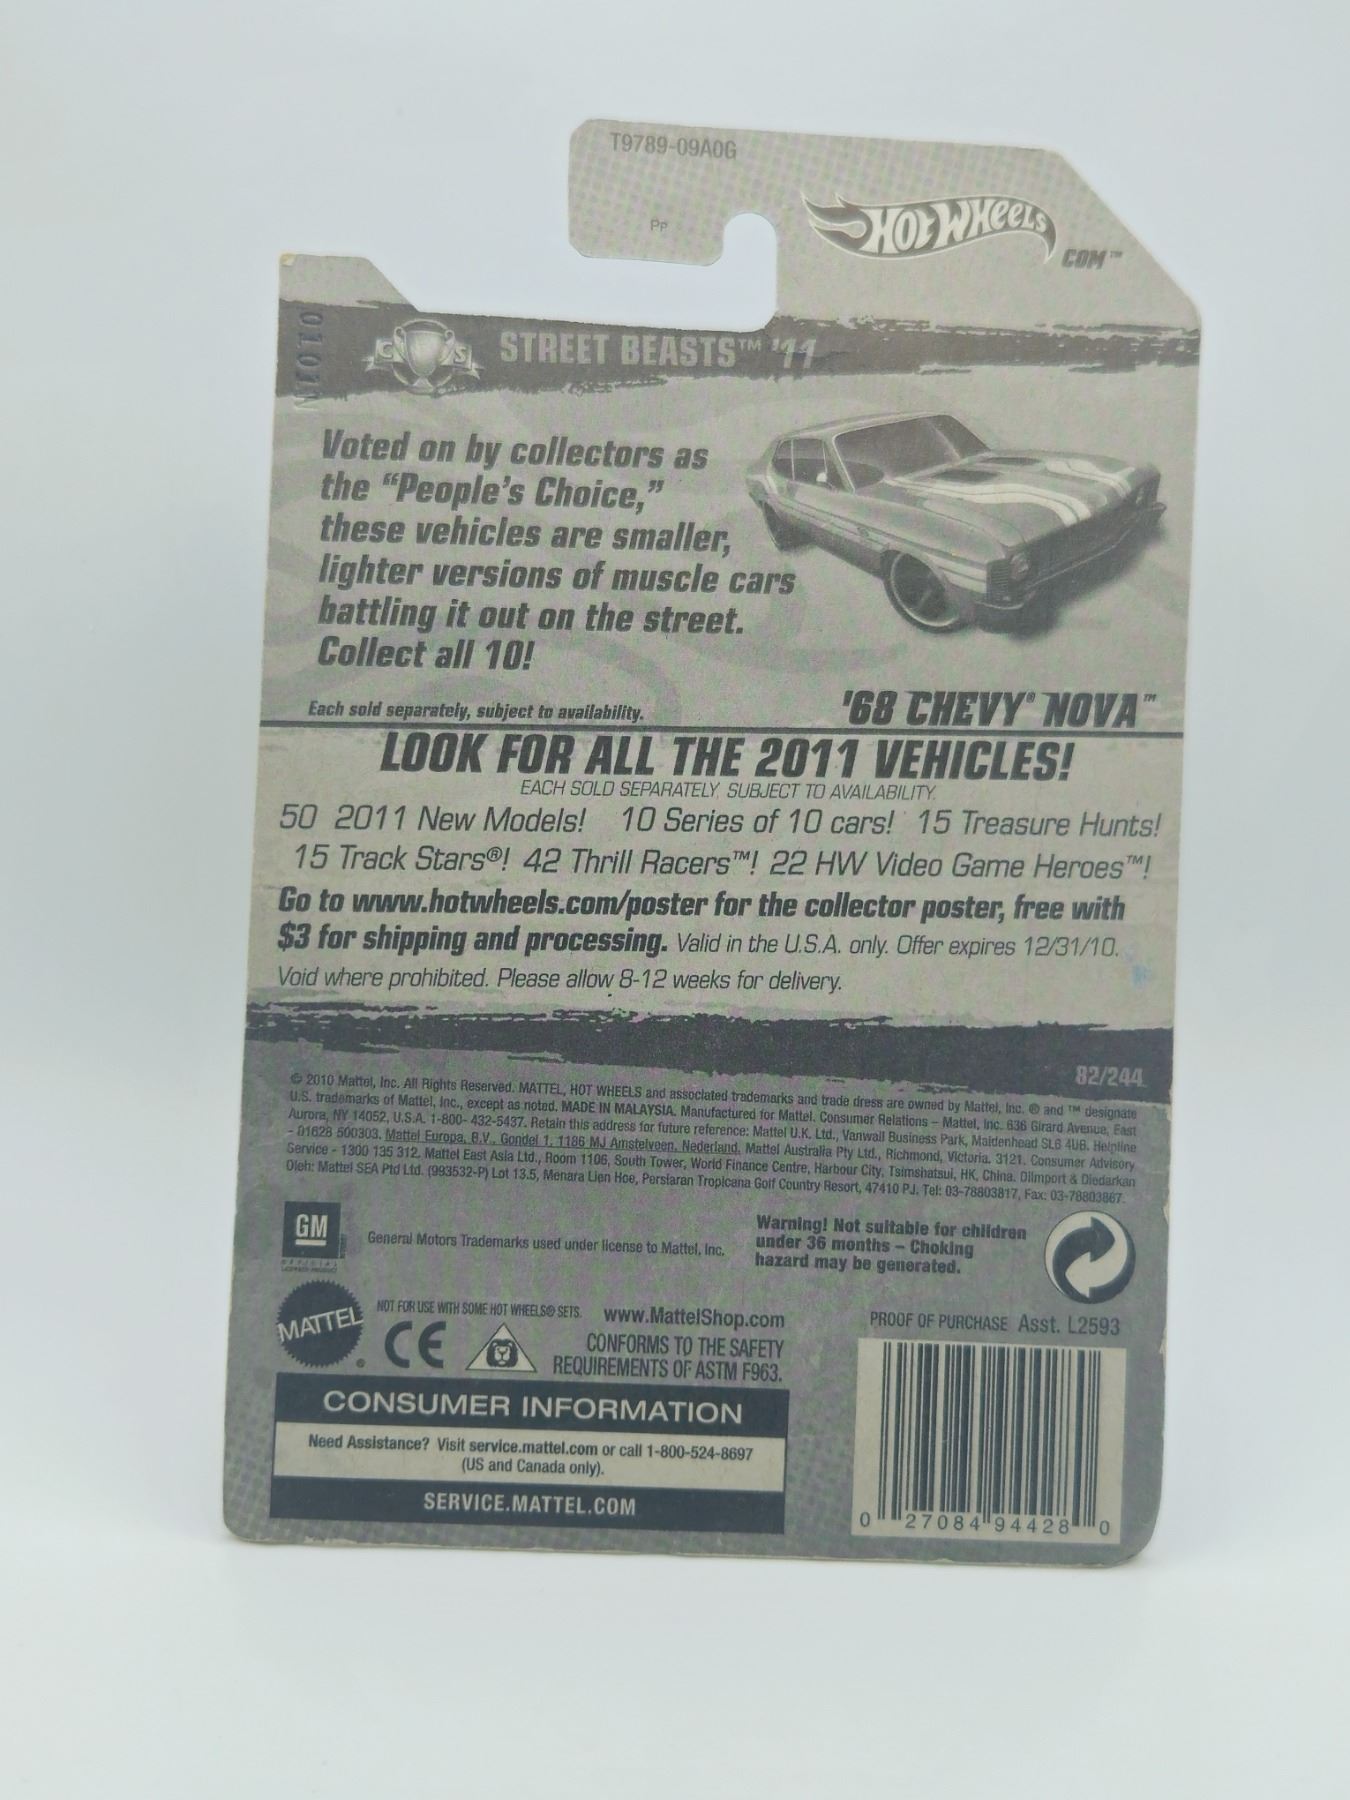 T9789-09A0G
Pp
HOT WHEELS
.COM™
STREET BEASTS™ '11
C S
Voted on by collectors as
the “People's Choice,”
these vehicles are smaller,
lighter versions of muscle cars
battling it out on the street.
Collect all 10!
Each sold separately, subject to availability.
'68 CHEVY® NOVA™
LOOK FOR ALL THE 2011 VEHICLES!
EACH SOLD SEPARATELY, SUBJECT TO AVAILABILITY.
50 2011 New Models! 10 Series of 10 cars! 15 Treasure Hunts!
15 Track Stars®! 42 Thrill Racers™! 22 HW Video Game Heroes™!
Go to www.hotwheels.com/poster for the collector poster, free with
$3 for shipping and processing. Valid in the U.S.A. only. Offer expires 12/31/10.
Void where prohibited. Please allow 8-12 weeks for delivery.
82/244
© 2010 Mattel, Inc. All Rights Reserved. MATTEL, HOT WHEELS and associated trademarks and trade dress are owned by Mattel, Inc. ® and ™ designate
U.S. trademarks of Mattel, Inc., except as noted. MADE IN MALAYSIA. Manufactured for Mattel. Consumer Relations – Mattel, Inc. 636 Girard Avenue, East
Aurora, NY 14052, U.S.A. 1-800- 432-5437. Retain this address for future reference: Mattel U.K. Ltd., Vanwall Business Park, Maidenhead SL6 4UB. Helpline
- 01628 500303. Mattel Europa, B.V., Gondel 1, 1186 MJ Amstelveen, Nederland. Mattel Australia Pty Ltd., Richmond, Victoria. 3121. Consumer Advisory
Service - 1300 135 312. Mattel East Asia Ltd., Room 1106, South Tower, World Finance Centre, Harbour City, Tsimshatsui, HK, China. Diimport & Diedarkan
Oleh: Mattel SEA Ptd Ltd. (993532-P) Lot 13.5, Menara Lien Hoe, Persiaran Tropicana Golf Country Resort, 47410 PJ. Tel: 03-78803817, Fax: 03-78803867.
GM
General Motors Trademarks used under license to Mattel, Inc.
Warning! Not suitable for children
under 36 months – Choking
hazard may be generated.
MATTEL
NOT FOR USE WITH SOME HOT WHEELS® SETS.
www.MattelShop.com
CE
CONFORMS TO THE SAFETY
REQUIREMENTS OF ASTM F963.
PROOF OF PURCHASE Asst. L2593
CONSUMER INFORMATION
Need Assistance? Visit service.mattel.com or call 1-800-524-8697
(US and Canada only).
SERVICE.MATTEL.COM
0 27084 94428 0